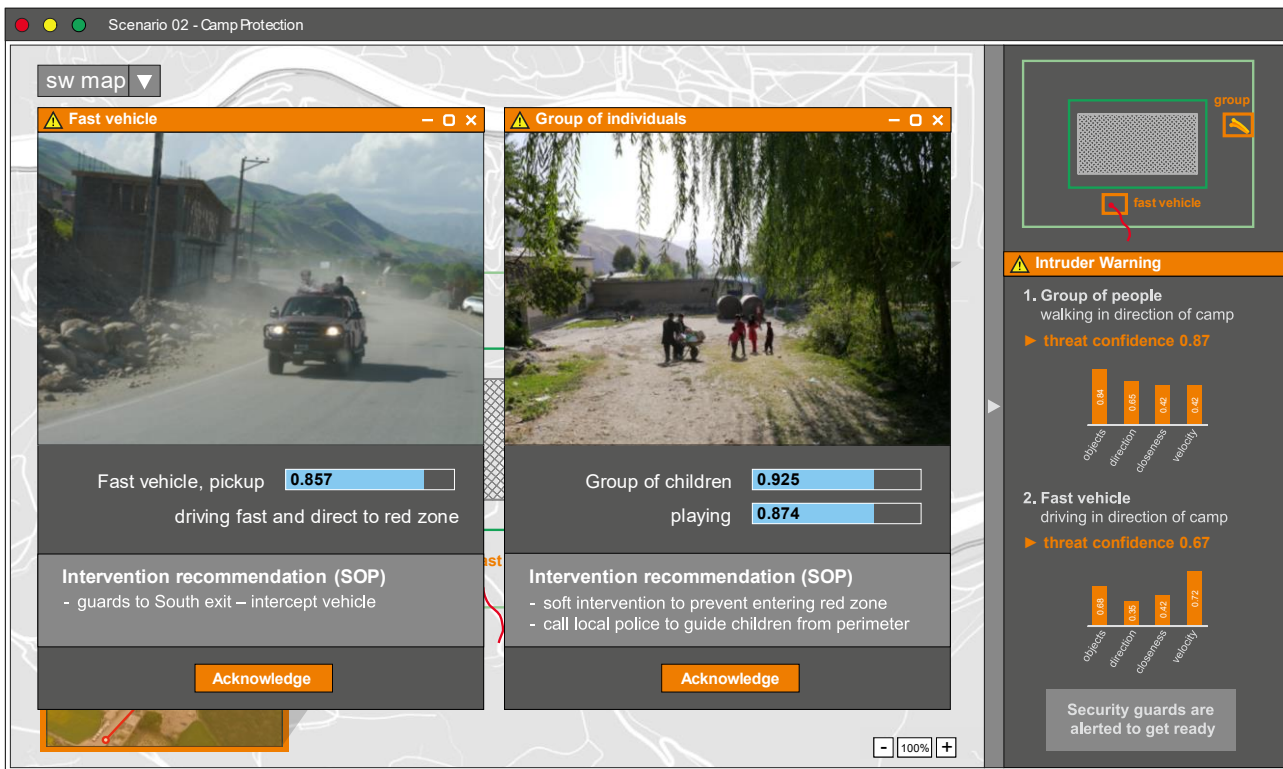 Scenario 02 - Camp Protection
sw map ▼
Fast vehicle
Fast vehicle, pickup 0.857
driving fast and direct to red zone
Intervention recommendation (SOP)
- guards to South exit – intercept vehicle
Acknowledge
Group of individuals
Group of children 0.925
playing 0.874
Intervention recommendation (SOP)
- soft intervention to prevent entering red zone
- call local police to guide children from perimeter
Acknowledge
ast
- 100% +
group
fast vehicle
Intruder Warning
1. Group of people
walking in direction of camp
► threat confidence 0.87
0.84 0.65 0.42 0.42
objects direction closeness velocity
2. Fast vehicle
driving in direction of camp
► threat confidence 0.67
0.68 0.35 0.42 0.72
objects direction closeness velocity
Security guards are
alerted to get ready